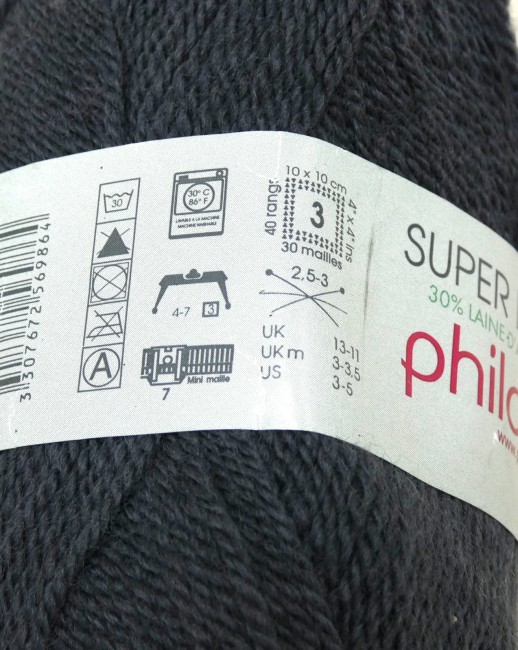 3 307672 569864
30
A
30° C
86° F
LAVABLE A LA MACHINE
MACHINE WASHABLE
4-7 3
Mini maille
7
10 x 10 cm
40 rangs
3
4" x 4" ins
30 mailles
2,5-3
UK 13-11
UK m 3-3,5
US 3-5
SUPER
30% LAINE
phil
www.